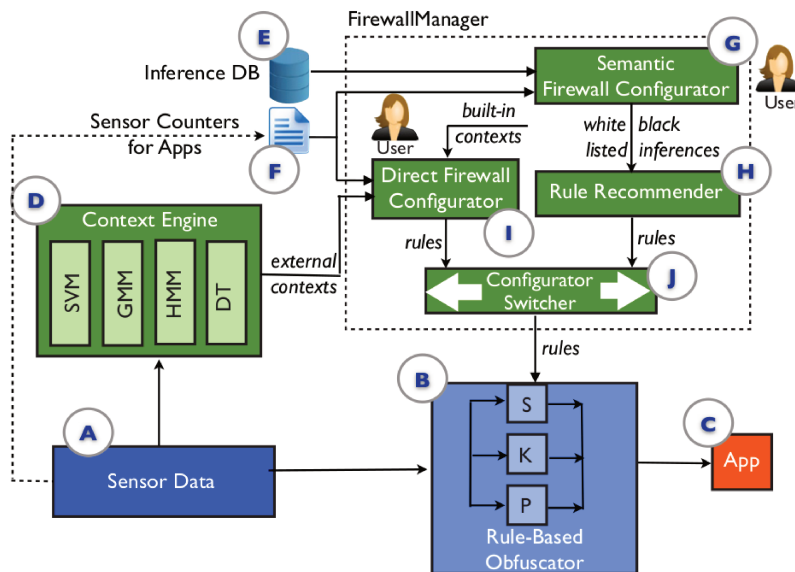 FirewallManager
E
G
Inference DB
Semantic
Firewall Configurator
User
Sensor Counters
for Apps
F
User
built-in
contexts
white black
listed inferences
D
Direct Firewall
Configurator
I
Rule Recommender
H
Context Engine
SVM
GMM
HMM
DT
external
contexts
rules
rules
Configurator
Switcher
J
rules
A
Sensor Data
B
S
K
P
Rule-Based
Obfuscator
C
App